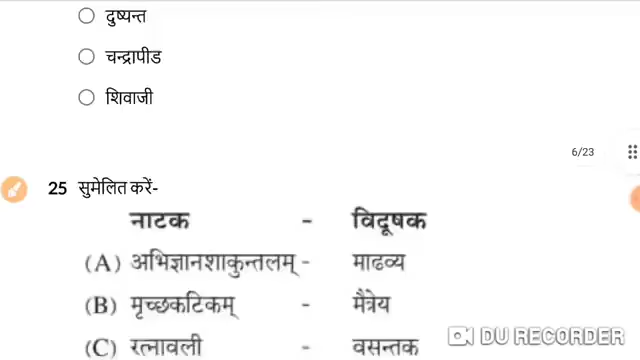 दुष्यन्त
चन्द्रापीड
शिवाजी
6/23
25 सुमेलित करें-
नाटक - विदूषक
(A) अभिज्ञानशाकुन्तलम् - माढव्य
(B) मृच्छकटिकम् - मैत्रेय
(C) रत्नावली - वसन्तक
DU RECORDER